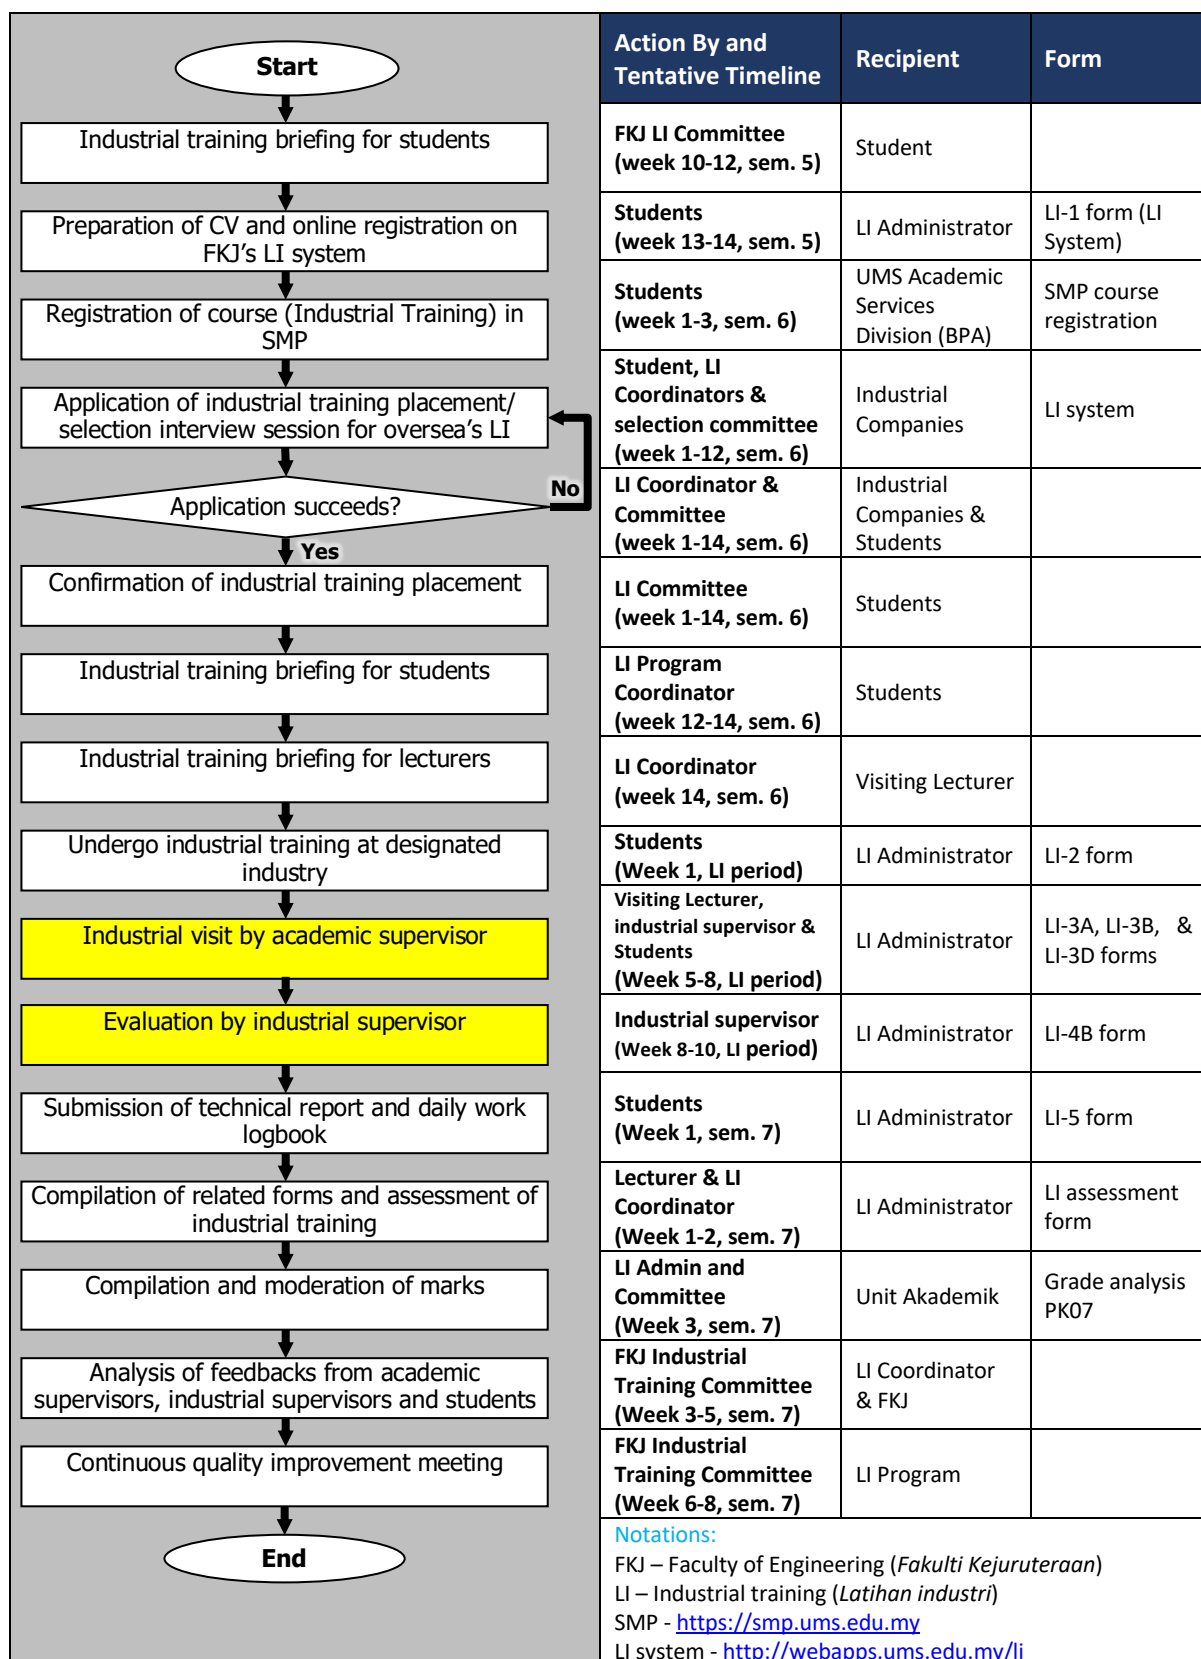 Start
Action By and
Tentative Timeline
Recipient
Form
Industrial training briefing for students
FKJ LI Committee
(week 10-12, sem. 5)
Student
Preparation of CV and online registration on
FKJ's LI system
Students
(week 13-14, sem. 5)
LI Administrator
LI-1 form (LI
System)
Registration of course (Industrial Training) in
SMP
Students
(week 1-3, sem. 6)
UMS Academic
Services
Division (BPA)
SMP course
registration
Application of industrial training placement/
selection interview session for oversea's LI
Student, LI
Coordinators &
selection committee
(week 1-12, sem. 6)
Industrial
Companies
LI system
Application succeeds?
No
Yes
LI Coordinator &
Committee
(week 1-14, sem. 6)
Industrial
Companies &
Students
Confirmation of industrial training placement
LI Committee
(week 1-14, sem. 6)
Students
Industrial training briefing for students
LI Program
Coordinator
(week 12-14, sem. 6)
Students
Industrial training briefing for lecturers
LI Coordinator
(week 14, sem. 6)
Visiting Lecturer
Undergo industrial training at designated
industry
Students
(Week 1, LI period)
LI Administrator
LI-2 form
Industrial visit by academic supervisor
Visiting Lecturer,
industrial supervisor &
Students
(Week 5-8, LI period)
LI Administrator
LI-3A, LI-3B, &
LI-3D forms
Evaluation by industrial supervisor
Industrial supervisor
(Week 8-10, LI period)
LI Administrator
LI-4B form
Submission of technical report and daily work
logbook
Students
(Week 1, sem. 7)
LI Administrator
LI-5 form
Compilation of related forms and assessment of
industrial training
Lecturer & LI
Coordinator
(Week 1-2, sem. 7)
LI Administrator
LI assessment
form
Compilation and moderation of marks
LI Admin and
Committee
(Week 3, sem. 7)
Unit Akademik
Grade analysis
PK07
Analysis of feedbacks from academic
supervisors, industrial supervisors and students
FKJ Industrial
Training Committee
(Week 3-5, sem. 7)
LI Coordinator
& FKJ
Continuous quality improvement meeting
FKJ Industrial
Training Committee
(Week 6-8, sem. 7)
LI Program
End
Notations:
FKJ – Faculty of Engineering (Fakulti Kejuruteraan)
LI – Industrial training (Latihan industri)
SMP - https://smp.ums.edu.my
LI system - http://webapps.ums.edu.my/li